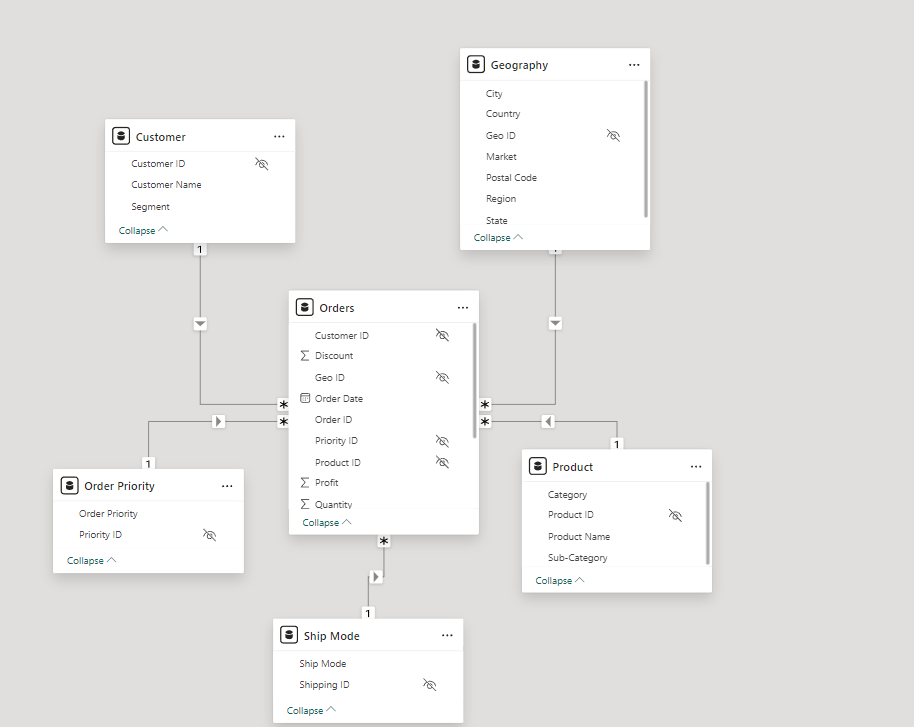 Geography
City
Country
Geo ID
Market
Postal Code
Region
State
Collapse
Customer
Customer ID
Customer Name
Segment
Collapse
1
1
Orders
Customer ID
Discount
Geo ID
Order Date
Order ID
Priority ID
Product ID
Profit
Quantity
Collapse
*
*
*
*
*
1
Order Priority
Order Priority
Priority ID
Collapse
1
Product
Category
Product ID
Product Name
Sub-Category
Collapse
1
Ship Mode
Ship Mode
Shipping ID
Collapse